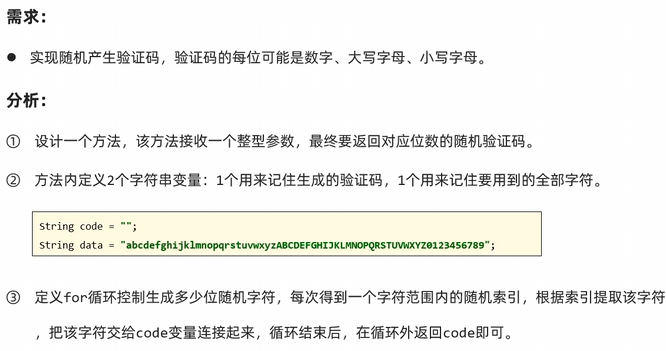 需求：
● 实现随机产生验证码，验证码的每位可能是数字、大写字母、小写字母。
分析：
① 设计一个方法，该方法接收一个整型参数，最终要返回对应位数的随机验证码。
② 方法内定义2个字符串变量：1个用来记住生成的验证码，1个用来记住要用到的全部字符。
String code = "";
String data = "abcdefghijklmnopqrstuvwxyzABCDEFGHIJKLMNOPQRSTUVWXYZ0123456789";
③ 定义for循环控制生成多少位随机字符，每次得到一个字符范围内的随机索引，根据索引提取该字符
，把该字符交给code变量连接起来，循环结束后，在循环外返回code即可。